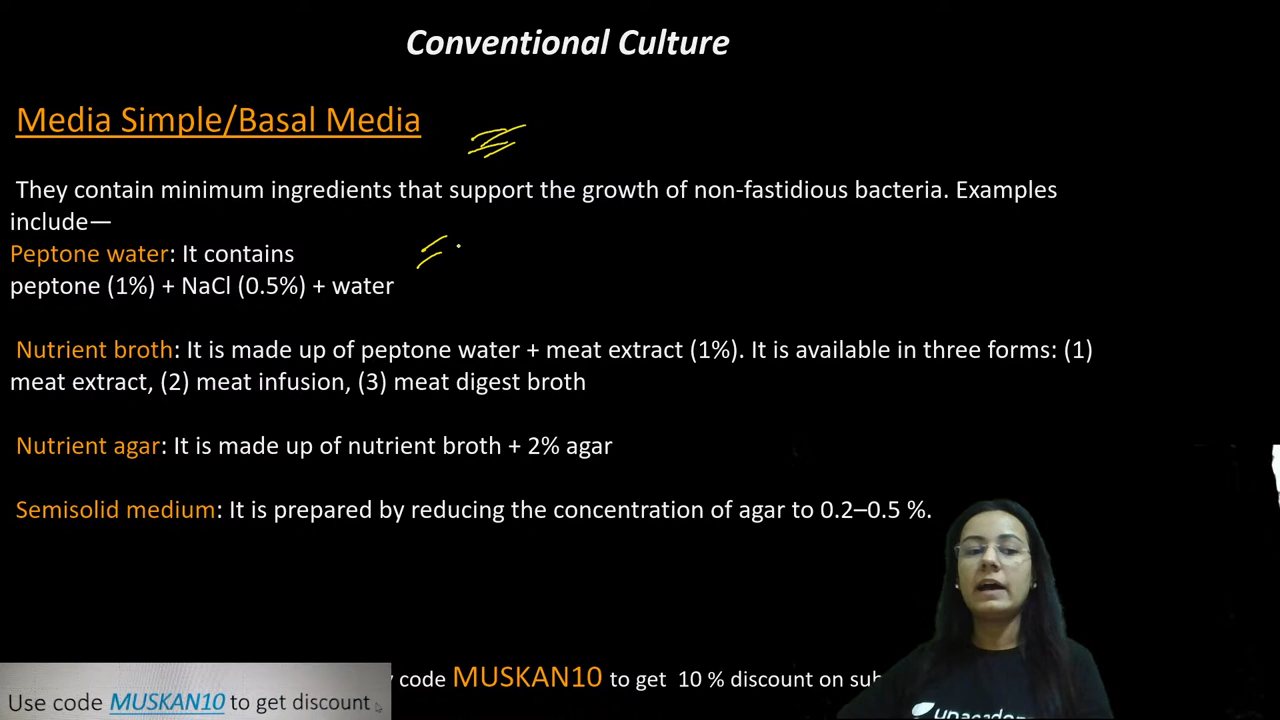 Conventional Culture
Media Simple/Basal Media
They contain minimum ingredients that support the growth of non-fastidious bacteria. Examples
include—
Peptone water: It contains
peptone (1%) + NaCl (0.5%) + water
Nutrient broth: It is made up of peptone water + meat extract (1%). It is available in three forms: (1)
meat extract, (2) meat infusion, (3) meat digest broth
Nutrient agar: It is made up of nutrient broth + 2% agar
Semisolid medium: It is prepared by reducing the concentration of agar to 0.2–0.5 %.
code MUSKAN10 to get 10 % discount on
Use code MUSKAN10 to get discount